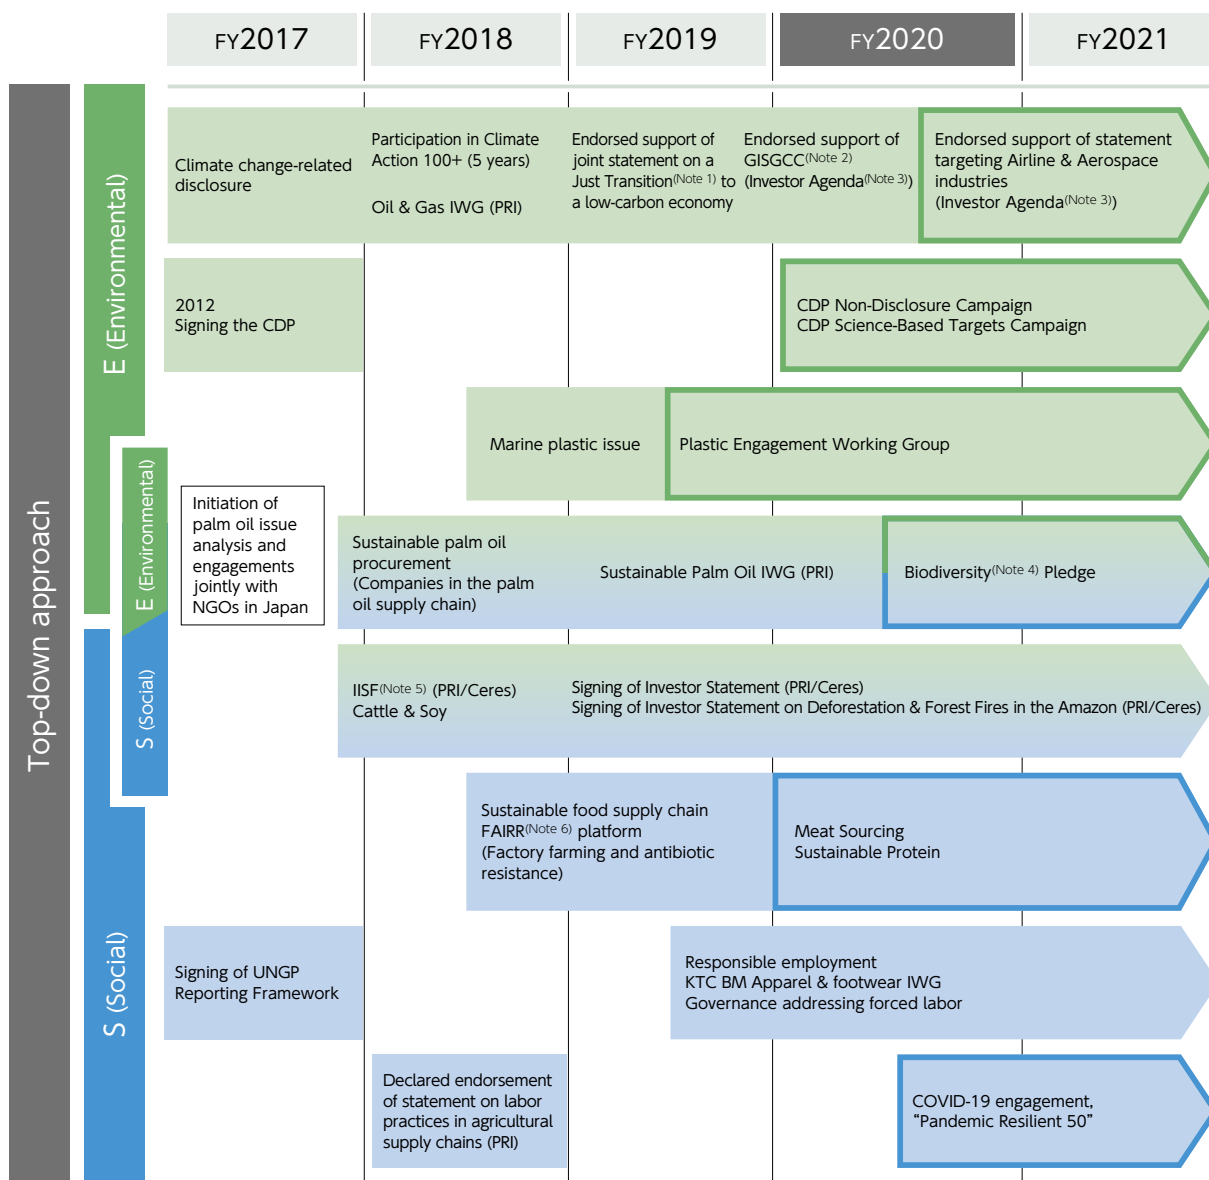 FY2017
FY2018
FY2019
FY2020
FY2021
Top-down approach
E (Environmental)
Climate change-related
disclosure
Participation in Climate
Action 100+ (5 years)
Oil & Gas IWG (PRI)
Endorsed support of
joint statement on a
Just Transition(Note 1) to
a low-carbon economy
Endorsed support of
GISGCC(Note 2)
(Investor Agenda(Note 3))
Endorsed support of statement
targeting Airline & Aerospace
industries
(Investor Agenda(Note 3))
2012
Signing the CDP
CDP Non-Disclosure Campaign
CDP Science-Based Targets Campaign
Marine plastic issue
Plastic Engagement Working Group
E (Environmental)
S (Social)
Initiation of
palm oil issue
analysis and
engagements
jointly with
NGOs in Japan
Sustainable palm oil
procurement
(Companies in the palm
oil supply chain)
Sustainable Palm Oil IWG (PRI)
Biodiversity(Note 4) Pledge
IISF(Note 5) (PRI/Ceres)
Cattle & Soy
Signing of Investor Statement (PRI/Ceres)
Signing of Investor Statement on Deforestation & Forest Fires in the Amazon (PRI/Ceres)
S (Social)
Sustainable food supply chain
FAIRR(Note 6) platform
(Factory farming and antibiotic
resistance)
Meat Sourcing
Sustainable Protein
Signing of UNGP
Reporting Framework
Responsible employment
KTC BM Apparel & footwear IWG
Governance addressing forced labor
Declared endorsement
of statement on labor
practices in agricultural
supply chains (PRI)
COVID-19 engagement,
“Pandemic Resilient 50”